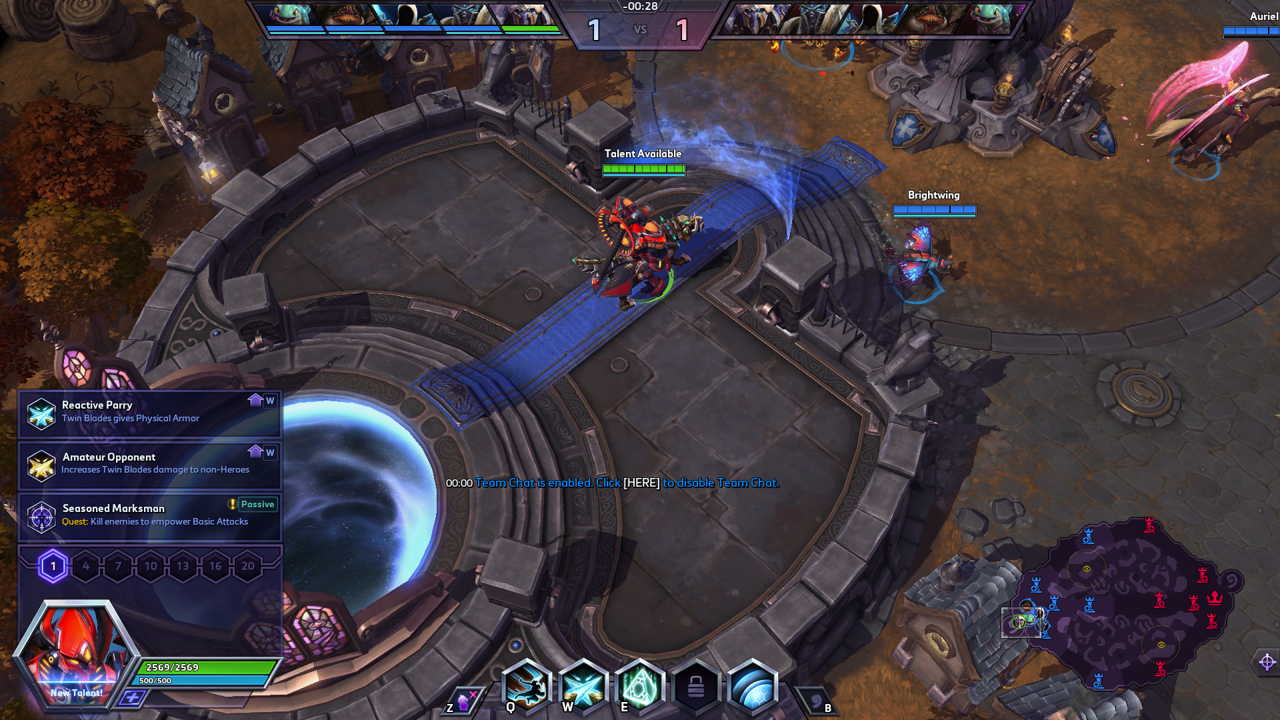 -00:28
1 VS 1
Auriel
Talent Available
Brightwing
Reactive Parry
W
Twin Blades gives Physical Armor
Amateur Opponent
W
Increases Twin Blades damage to non-Heroes
00:00 Team Chat is enabled. Click [HERE] to disable Team Chat.
Seasoned Marksman
Passive
Quest: Kill enemies to empower Basic Attacks
1 4 7 10 13 16 20
2569/2569
500/500
New Talent!
Z Q W E B